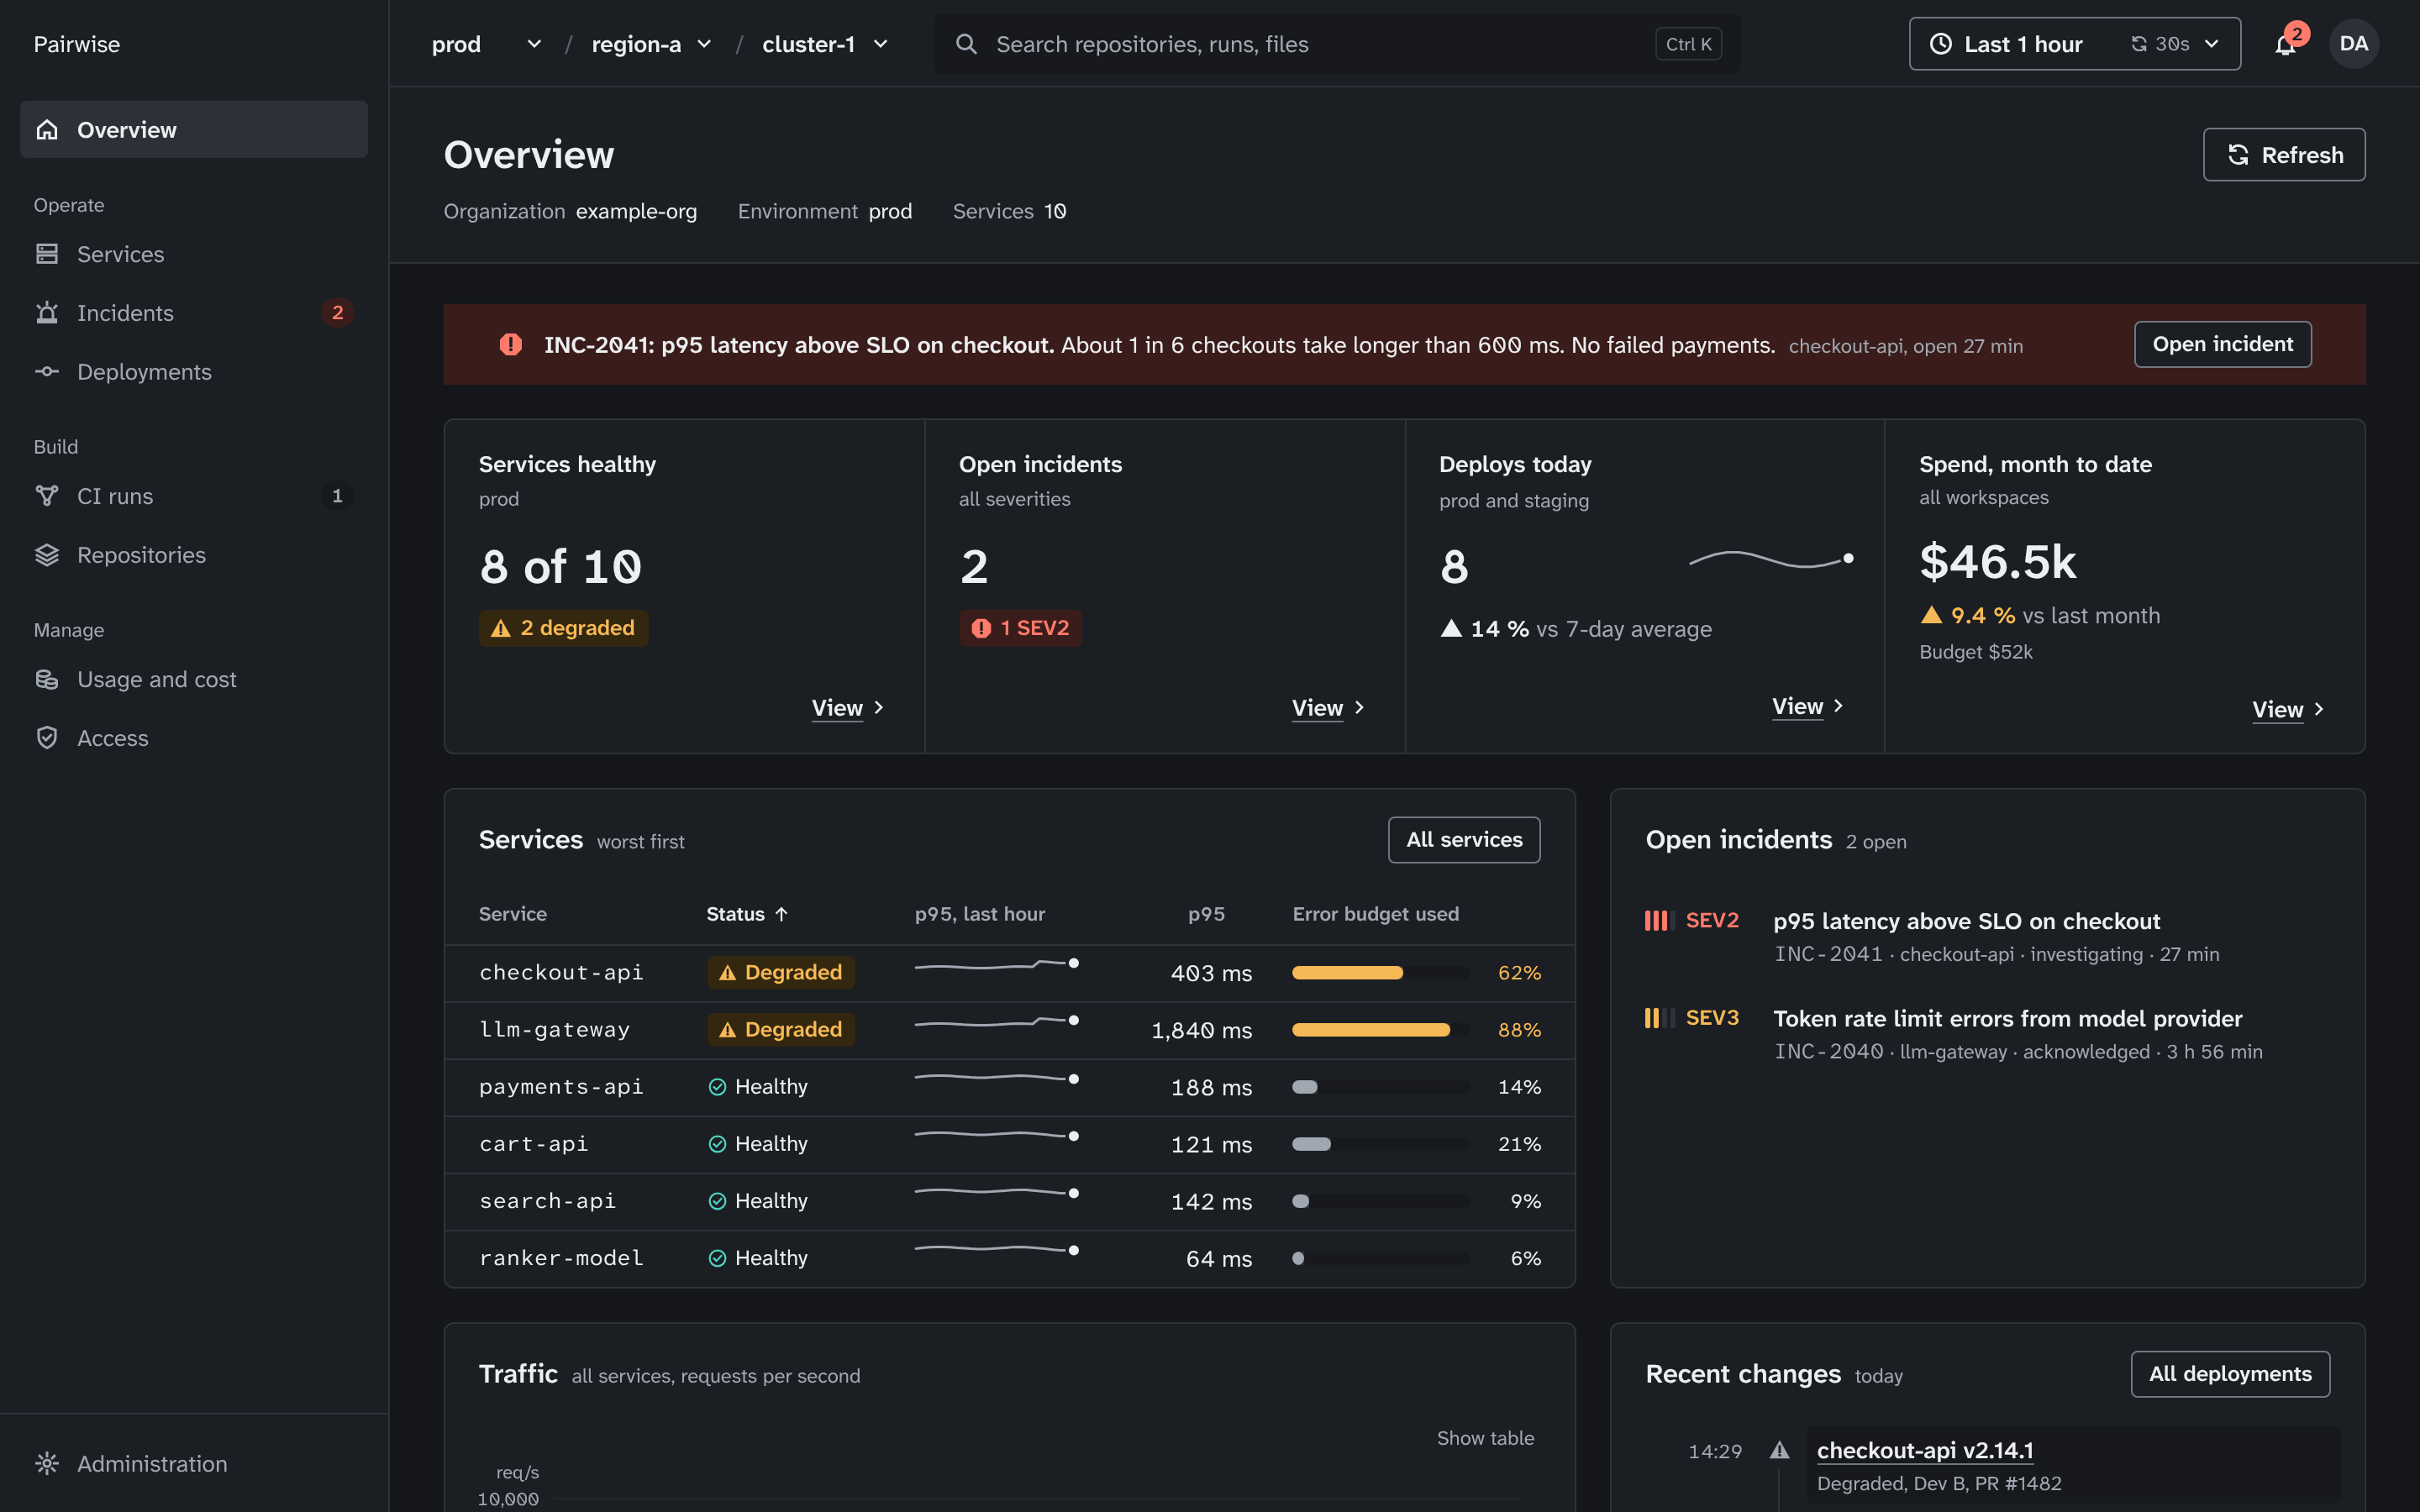 Pairwise
prod / region-a / cluster-1
Search repositories, runs, files
Ctrl K
Last 1 hour 30s
2
DA
Overview
Operate
Services
Incidents 2
Deployments
Build
CI runs 1
Repositories
Manage
Usage and cost
Access
Administration
Overview
Refresh
Organization example-org Environment prod Services 10
INC-2041: p95 latency above SLO on checkout. About 1 in 6 checkouts take longer than 600 ms. No failed payments. checkout-api, open 27 min
Open incident
Services healthy
prod
8 of 10
2 degraded
View
Open incidents
all severities
2
1 SEV2
View
Deploys today
prod and staging
8
14 % vs 7-day average
View
Spend, month to date
all workspaces
$46.5k
9.4 % vs last month
Budget $52k
View
Services worst first
All services
Service Status p95, last hour p95 Error budget used
checkout-api Degraded 403 ms 62%
llm-gateway Degraded 1,840 ms 88%
payments-api Healthy 188 ms 14%
cart-api Healthy 121 ms 21%
search-api Healthy 142 ms 9%
ranker-model Healthy 64 ms 6%
Open incidents 2 open
SEV2 p95 latency above SLO on checkout
INC-2041 · checkout-api · investigating · 27 min
SEV3 Token rate limit errors from model provider
INC-2040 · llm-gateway · acknowledged · 3 h 56 min
Traffic all services, requests per second
Show table
req/s
10,000
Recent changes today
All deployments
14:29 checkout-api v2.14.1
Degraded, Dev B, PR #1482